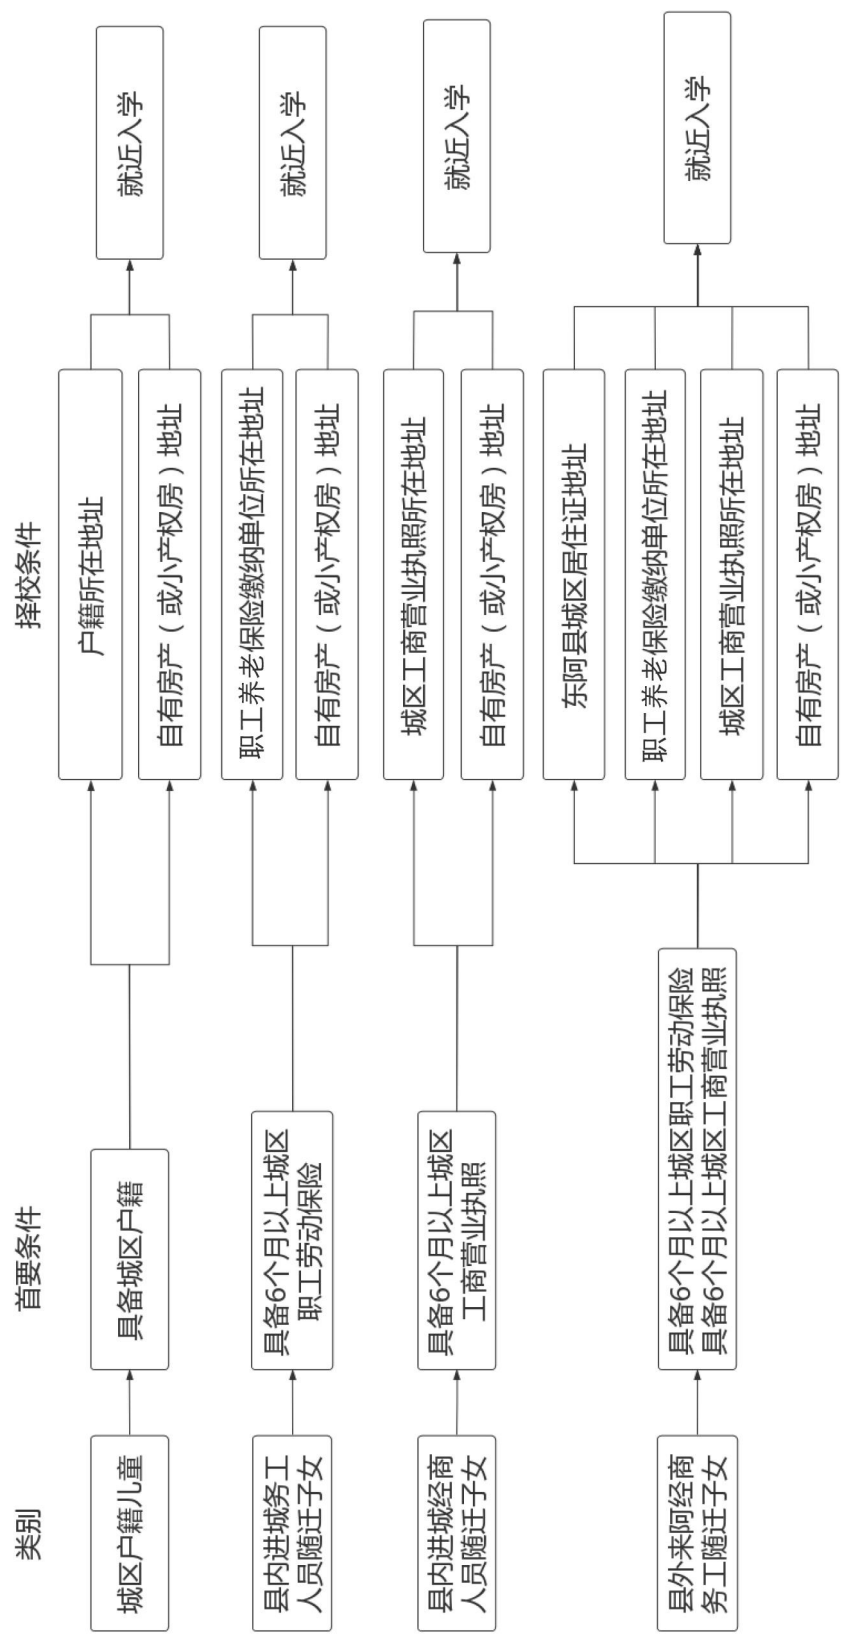 类别
首要条件
择校条件
城区户籍儿童
具备城区户籍
户籍所在地址
自有房产（或小产权房）地址
就近入学
县内进城务工
人员随迁子女
具备6个月以上城区
职工劳动保险
职工养老保险缴纳单位所在地址
自有房产（或小产权房）地址
就近入学
县内进城经商
人员随迁子女
具备6个月以上城区
工商营业执照
城区工商营业执照所在地址
自有房产（或小产权房）地址
就近入学
县外来阿经商
务工随迁子女
具备6个月以上城区职工劳动保险
具备6个月以上城区工商营业执照
东阿县城区居住证地址
职工养老保险缴纳单位所在地址
城区工商营业执照所在地址
自有房产（或小产权房）地址
就近入学